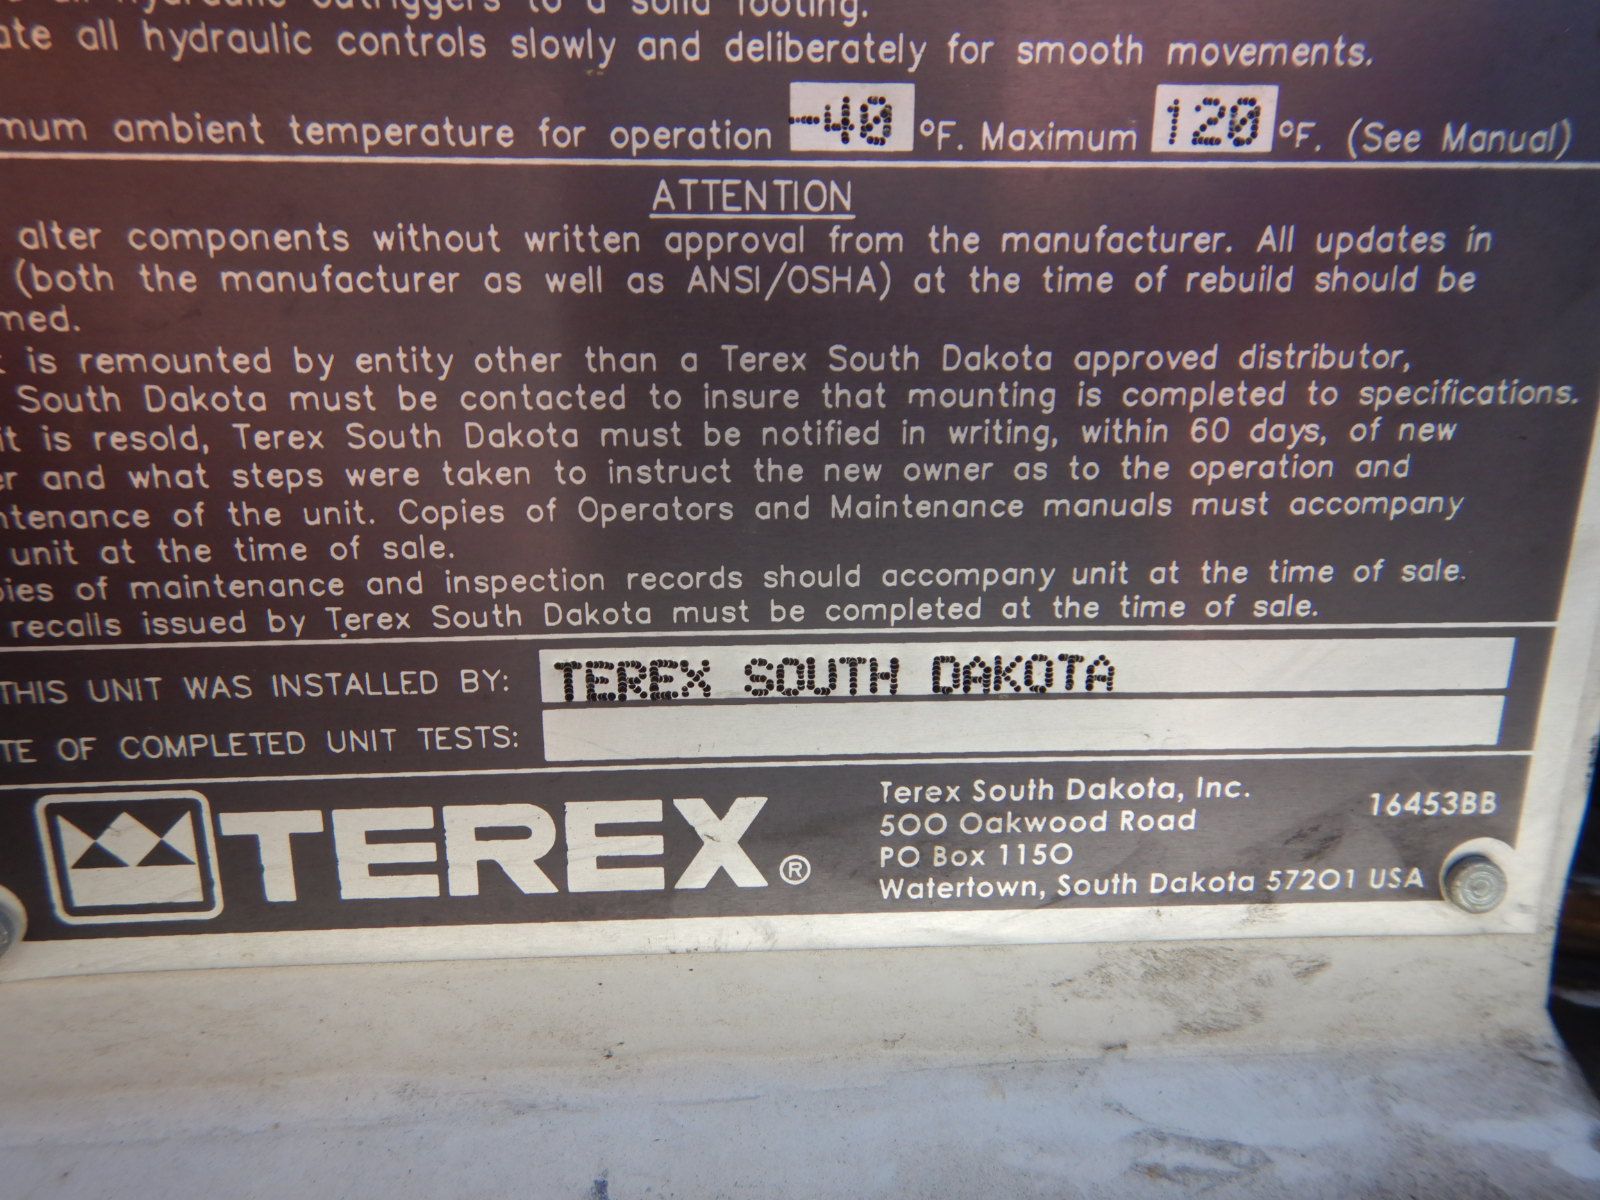 all hydraulic outriggers to a solid footing.
ate all hydraulic controls slowly and deliberately for smooth movements.
mum ambient temperature for operation -40 °F. Maximum 120 °F. (See Manual)
ATTENTION
alter components without written approval from the manufacturer. All updates in
(both the manufacturer as well as ANSI/OSHA) at the time of rebuild should be
med.
t is remounted by entity other than a Terex South Dakota approved distributor,
South Dakota must be contacted to insure that mounting is completed to specifications.
it is resold, Terex South Dakota must be notified in writing, within 60 days, of new
er and what steps were taken to instruct the new owner as to the operation and
ntenance of the unit. Copies of Operators and Maintenance manuals must accompany
unit at the time of sale.
pies of maintenance and inspection records should accompany unit at the time of sale.
recalls issued by Terex South Dakota must be completed at the time of sale.
THIS UNIT WAS INSTALLED BY: TEREX SOUTH DAKOTA
TE OF COMPLETED UNIT TESTS:
TEREX®
Terex South Dakota, Inc.
500 Oakwood Road
PO Box 1150
Watertown, South Dakota 57201 USA
16453BB